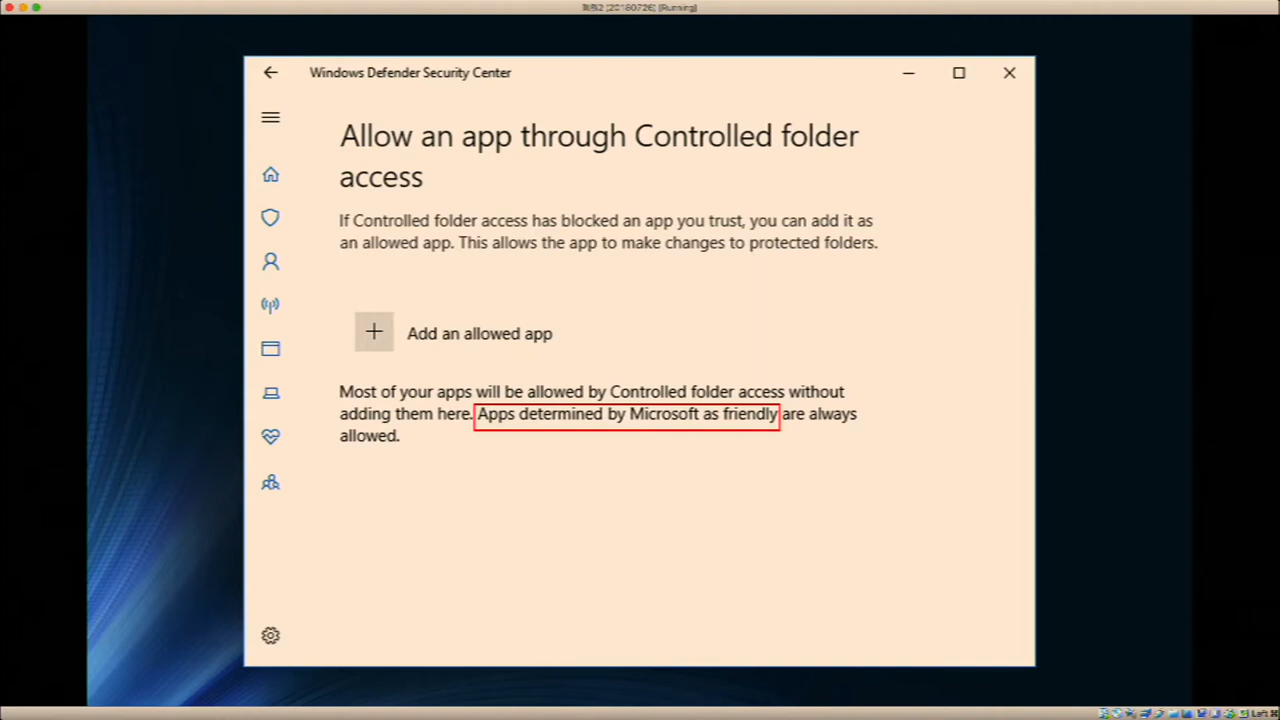 [20180726] [Running]
Windows Defender Security Center
Allow an app through Controlled folder
access
If Controlled folder access has blocked an app you trust, you can add it as
an allowed app. This allows the app to make changes to protected folders.
Add an allowed app
Most of your apps will be allowed by Controlled folder access without
adding them here. Apps determined by Microsoft as friendly are always
allowed.
Left ⌘